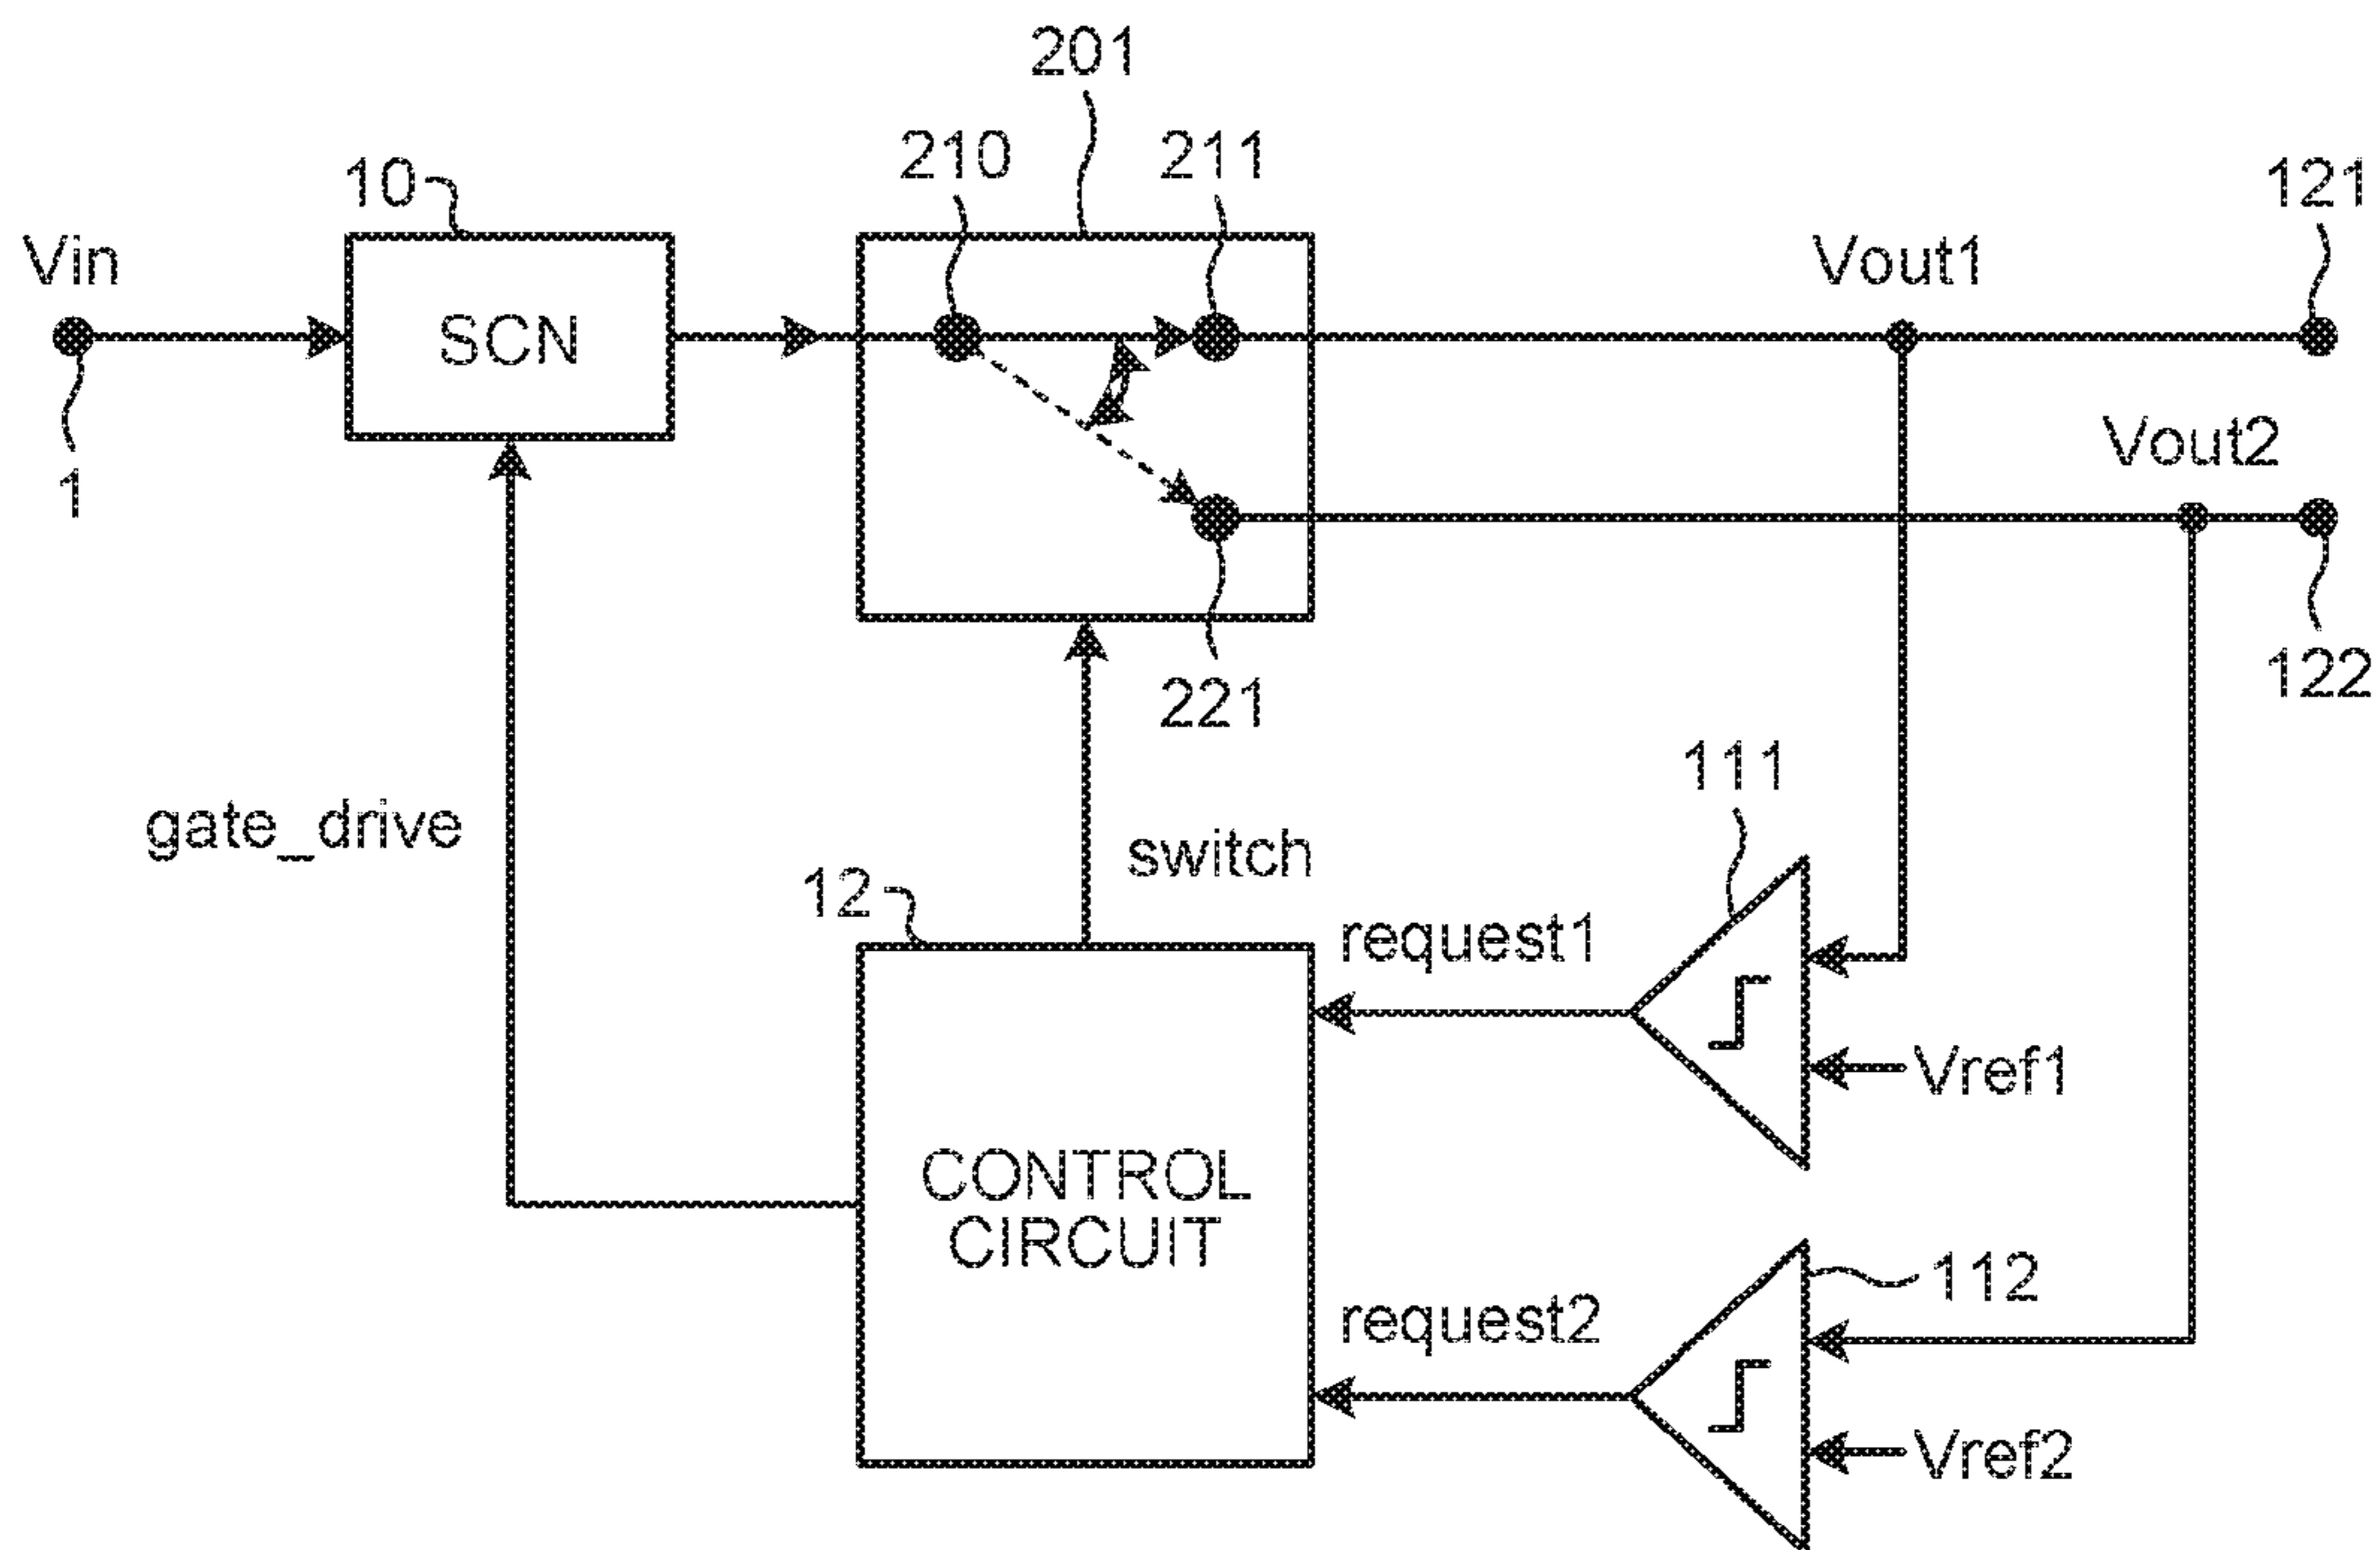 201
210
211
10
121
Vin
SCN
Vout1
1
Vout2
221
122
111
gate_drive
switch
12
request1
Vref1
CONTROL
CIRCUIT
112
request2
Vref2